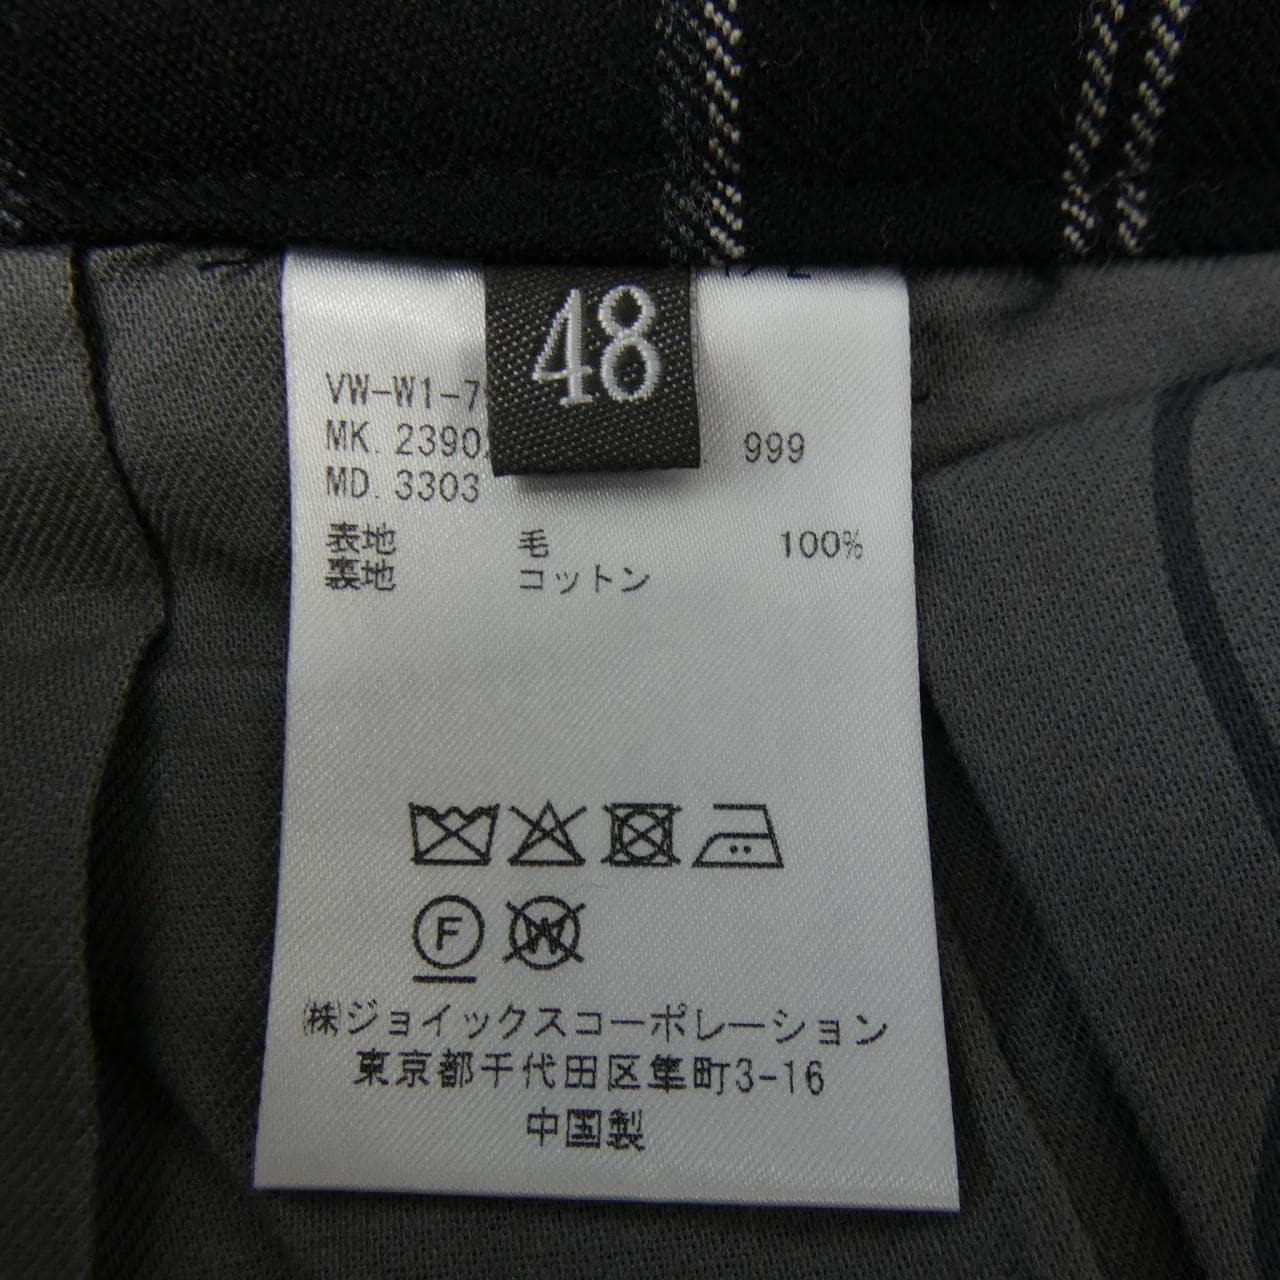 48
VW-W1-7
MK. 2390 999
MD. 3303
表地 毛 100%
裏地 コットン
F
W
㈱ジョイックスコーポレーション
東京都千代田区隼町3-16
中国製